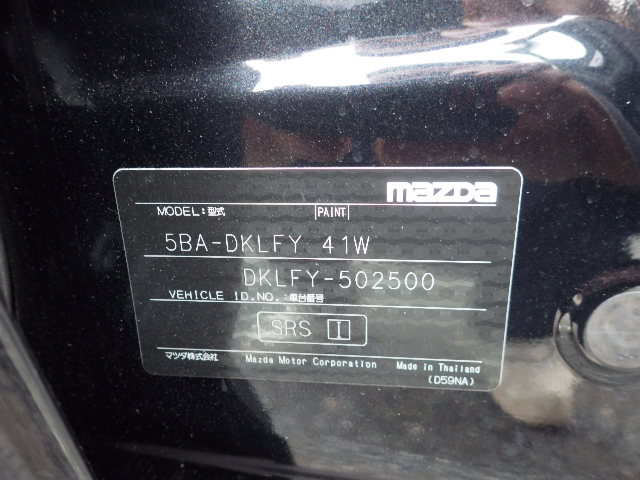 mazda
MODEL:型式 PAINT
5BA-DKLFY 41W
DKLFY-502500
VEHICLE ID.NO.:車台番号
SRS I
マツダ株式会社 Mazda Motor Corporation Made in Thailand
(D59NA)